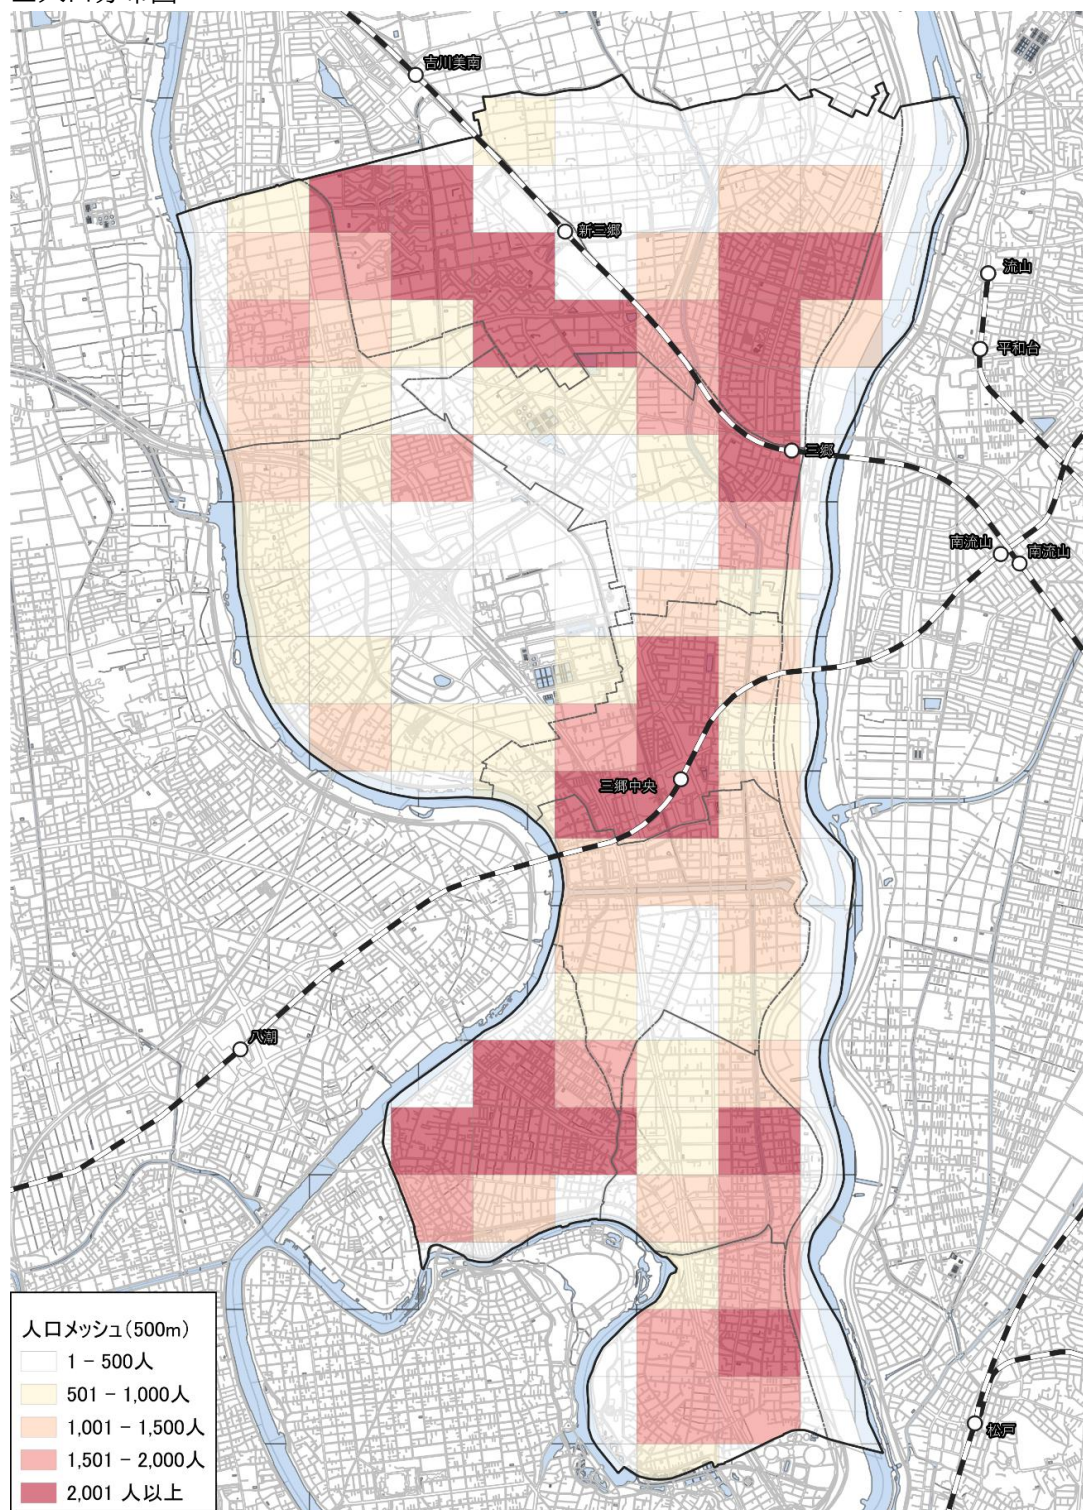 吉川美南
新三郷
流山
平和台
三郷
南流山
南流山
三郷中央
八潮
松戸
人口メッシュ(500m)
1 - 500人
501 - 1,000人
1,001 - 1,500人
1,501 - 2,000人
2,001 人以上